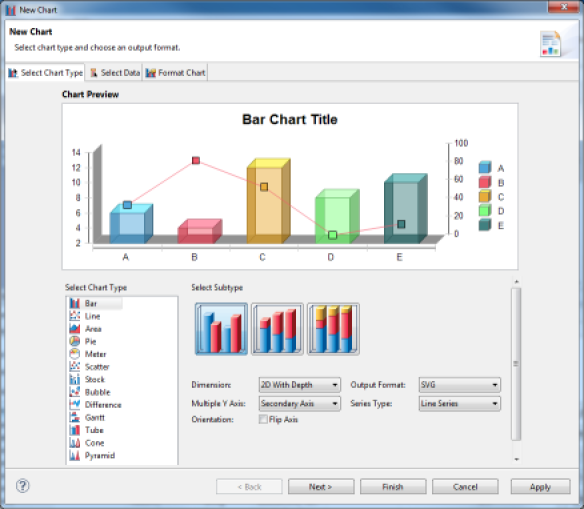 New Chart
New Chart
Select chart type and choose an output format.
Select Chart Type Select Data Format Chart
Chart Preview
Bar Chart Title
14
12
10
8
6
4
2
100
80
60
40
20
0
A
B
C
D
E
A B C D E
Select Chart Type
Bar
Line
Area
Pie
Meter
Scatter
Stock
Bubble
Difference
Gantt
Tube
Cone
Pyramid
Select Subtype
Dimension: 2D With Depth Output Format: SVG
Multiple Y Axis: Secondary Axis Series Type: Line Series
Orientation: Flip Axis
? < Back Next > Finish Cancel Apply